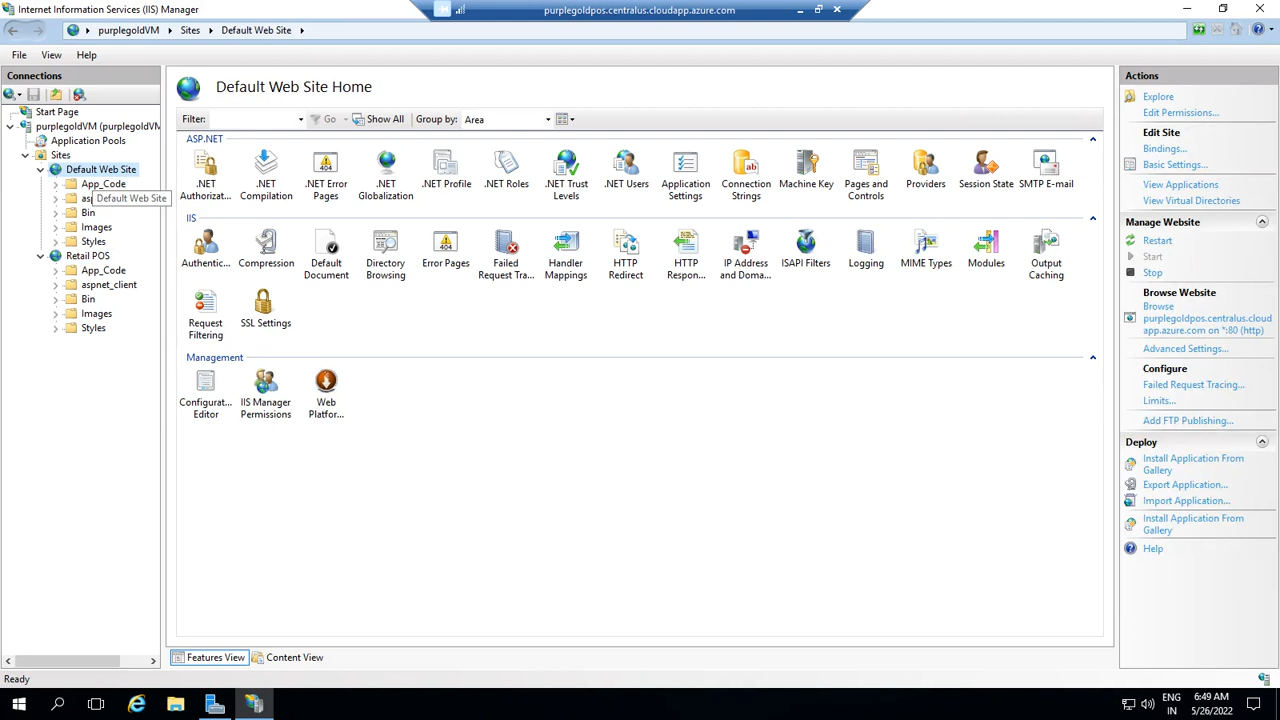 Internet Information Services (IIS) Manager
purplegoldpos.centralus.cloudapp.azure.com
purplegoldVM
Sites
Default Web Site
File
View
Help
Connections
Start Page
purplegoldVM (purplegoldVM
Application Pools
Sites
Default Web Site
App_Code
asp
Default Web Site
Bin
Images
Styles
Retail POS
App_Code
aspnet_client
Bin
Images
Styles
Default Web Site Home
Filter:
Go
Show All
Group by:
Area
ASP.NET
.NET Authorizat...
.NET Compilation
.NET Error Pages
.NET Globalization
.NET Profile
.NET Roles
.NET Trust Levels
.NET Users
Application Settings
Connection Strings
Machine Key
Pages and Controls
Providers
Session State
SMTP E-mail
IIS
Authentic...
Compression
Default Document
Directory Browsing
Error Pages
Failed Request Tra...
Handler Mappings
HTTP Redirect
HTTP Respon...
IP Address and Doma...
ISAPI Filters
Logging
MIME Types
Modules
Output Caching
Request Filtering
SSL Settings
Management
Configurat... Editor
IIS Manager Permissions
Web Platfor...
Features View
Content View
Actions
Explore
Edit Permissions...
Edit Site
Bindings...
Basic Settings...
View Applications
View Virtual Directories
Manage Website
Restart
Start
Stop
Browse Website
Browse
purplegoldpos.centralus.cloud
app.azure.com on *:80 (http)
Advanced Settings...
Configure
Failed Request Tracing...
Limits...
Add FTP Publishing...
Deploy
Install Application From
Gallery
Export Application...
Import Application...
Install Application From
Gallery
Help
Ready
ENG
IN
6:49 AM
5/26/2022